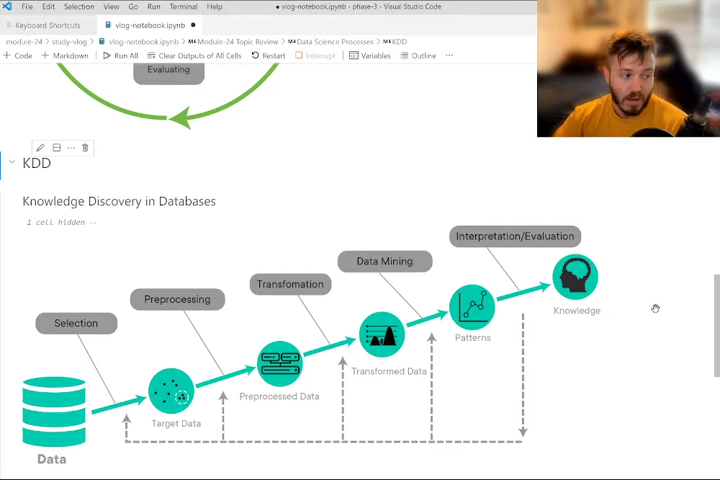 File Edit Selection View Go Run Terminal Help
● vlog-notebook.ipynb - phase-3 - Visual Studio Code
Keyboard Shortcuts
vlog-notebook.ipynb ●
module-24 > study-vlog > vlog-notebook.ipynb > M↓Module-24 Topic Review > M↓Data Science Processes > M↓KDD
+ Code + Markdown Run All Clear Outputs of All Cells Restart Interrupt Variables Outline ...
Evaluating
KDD
Knowledge Discovery in Databases
1 cell hidden ...
Interpretation/Evaluation
Data Mining
Transfomation
Preprocessing
Selection
Knowledge
Patterns
Transformed Data
Preprocessed Data
Target Data
Data